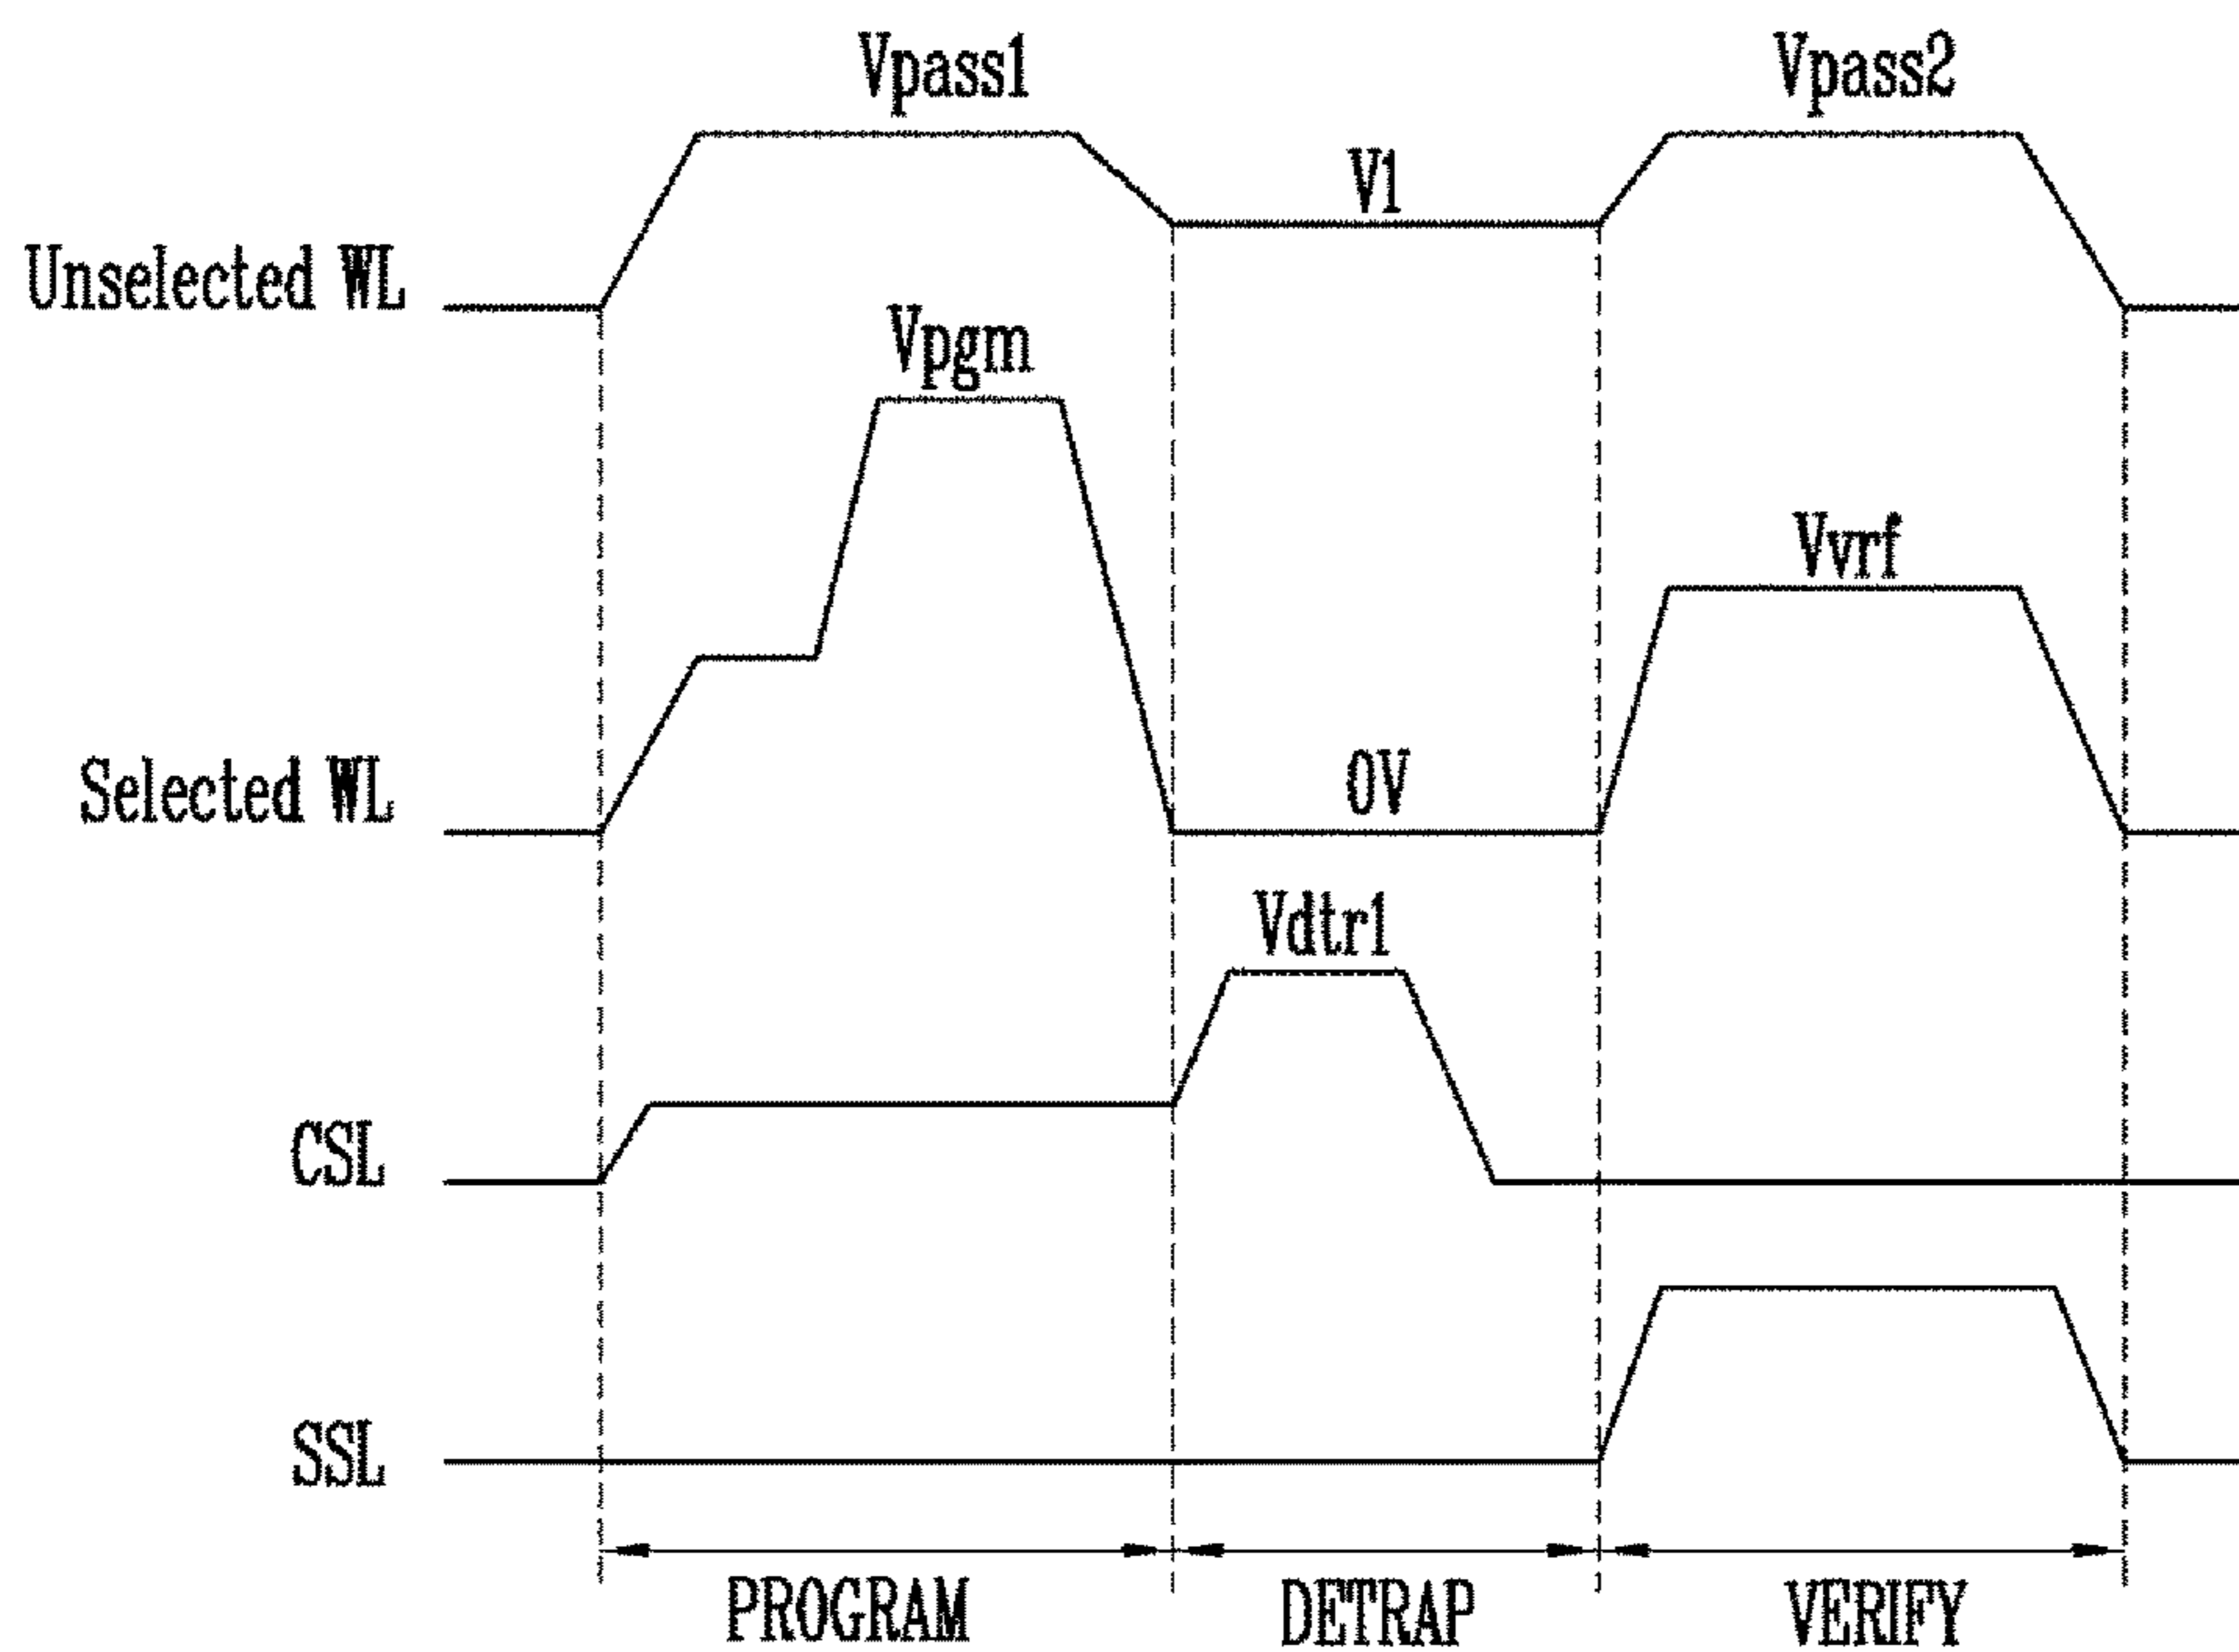 Vpass1
Vpass2
V1
Unselected WL
Vpgm
Vvrf
0V
Selected WL
Vdtr1
CSL
SSL
PROGRAM
DETRAP
VERIFY